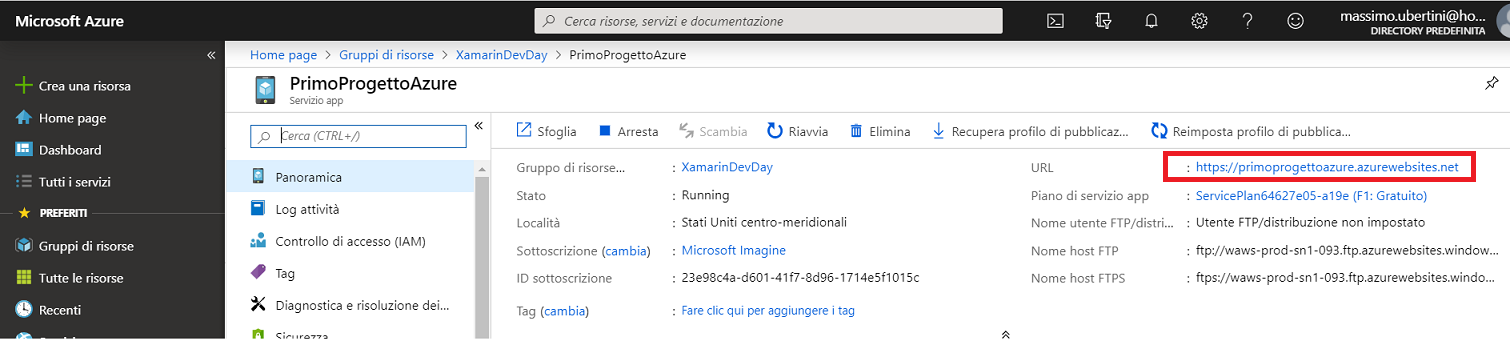 Microsoft Azure
Cerca risorse, servizi e documentazione
massimo.ubertini@ho...
DIRECTORY PREDEFINITA
Crea una risorsa
Home page
Dashboard
Tutti i servizi
PREFERITI
Gruppi di risorse
Tutte le risorse
Recenti
Home page > Gruppi di risorse > XamarinDevDay > PrimoProgettoAzure
PrimoProgettoAzure
Servizio app
Cerca (CTRL+/)
Panoramica
Log attività
Controllo di accesso (IAM)
Tag
Diagnostica e risoluzione dei...
Sicurezza
Sfoglia Arresta Scambia Riavvia Elimina Recupera profilo di pubblicaz... Reimposta profilo di pubblica...
Gruppo di risorse... : XamarinDevDay
Stato : Running
Località : Stati Uniti centro-meridionali
Sottoscrizione (cambia) : Microsoft Imagine
ID sottoscrizione : 23e98c4a-d601-41f7-8d96-1714e5f1015c
Tag (cambia) : Fare clic qui per aggiungere i tag
URL : https://primoprogettoazure.azurewebsites.net
Piano di servizio app : ServicePlan64627e05-a19e (F1: Gratuito)
Nome utente FTP/distri... : Utente FTP/distribuzione non impostato
Nome host FTP : ftp://waws-prod-sn1-093.ftp.azurewebsites.window...
Nome host FTPS : ftps://waws-prod-sn1-093.ftp.azurewebsites.windo...